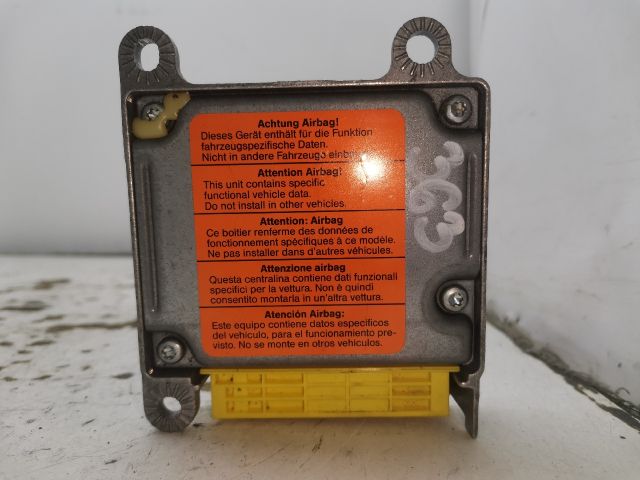 Achtung Airbag!
Dieses Gerät enthält für die Funktion
fahrzeugspezifische Daten.
Nicht in andere Fahrzeuge
Attention Airbag:
This unit contains specific
functional vehicle data.
Do not install in other vehicles.
Attention: Airbag
Ce boîtier renferme des données de
fonctionnement spécifiques à ce modèle.
Ne pas installer dans d'autres véhicules.
Attenzione airbag
Questa centralina contiene dati funzionali
specifici per la vettura. Non è quindi
consentito montarla in un'altra vettura.
Atención Airbag:
Este equipo contiene datos especificos
del vehiculo, para el funcionamiento pre-
visto. No se monte en otros vehiculos.
363